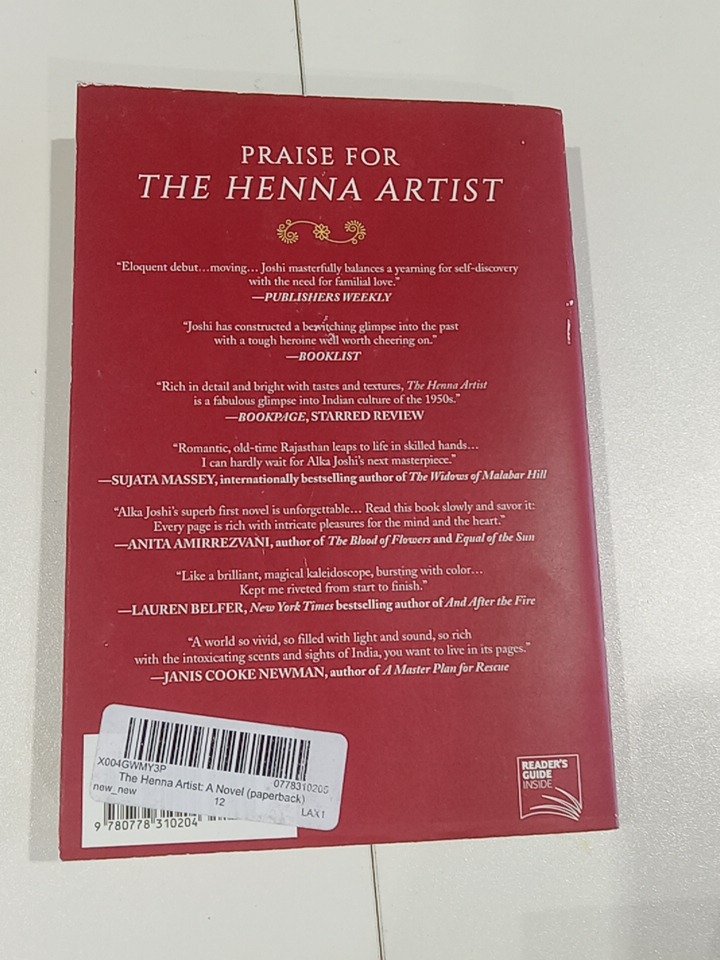 PRAISE FOR
THE HENNA ARTIST
“Eloquent debut…moving… Joshi masterfully balances a yearning for self-discovery
with the need for familial love.”
—PUBLISHERS WEEKLY
“Joshi has constructed a bewitching glimpse into the past
with a tough heroine well worth cheering on.”
—BOOKLIST
“Rich in detail and bright with tastes and textures, The Henna Artist
is a fabulous glimpse into Indian culture of the 1950s.”
—BOOKPAGE, STARRED REVIEW
“Romantic, old-time Rajasthan leaps to life in skilled hands…
I can hardly wait for Alka Joshi’s next masterpiece.”
—SUJATA MASSEY, internationally bestselling author of The Widows of Malabar Hill
“Alka Joshi’s superb first novel is unforgettable… Read this book slowly and savor it:
Every page is rich with intricate pleasures for the mind and the heart.”
—ANITA AMIRREZVANI, author of The Blood of Flowers and Equal of the Sun
“Like a brilliant, magical kaleidoscope, bursting with color…
Kept me riveted from start to finish.”
—LAUREN BELFER, New York Times bestselling author of And After the Fire
“A world so vivid, so filled with light and sound, so rich
with the intoxicating scents and sights of India, you want to live in its pages.”
—JANIS COOKE NEWMAN, author of A Master Plan for Rescue
X004GWMY3P 0778310205
The Henna Artist: A Novel (paperback)
new_new 12 LAX1
9 780778 310204
READER’S
GUIDE
INSIDE